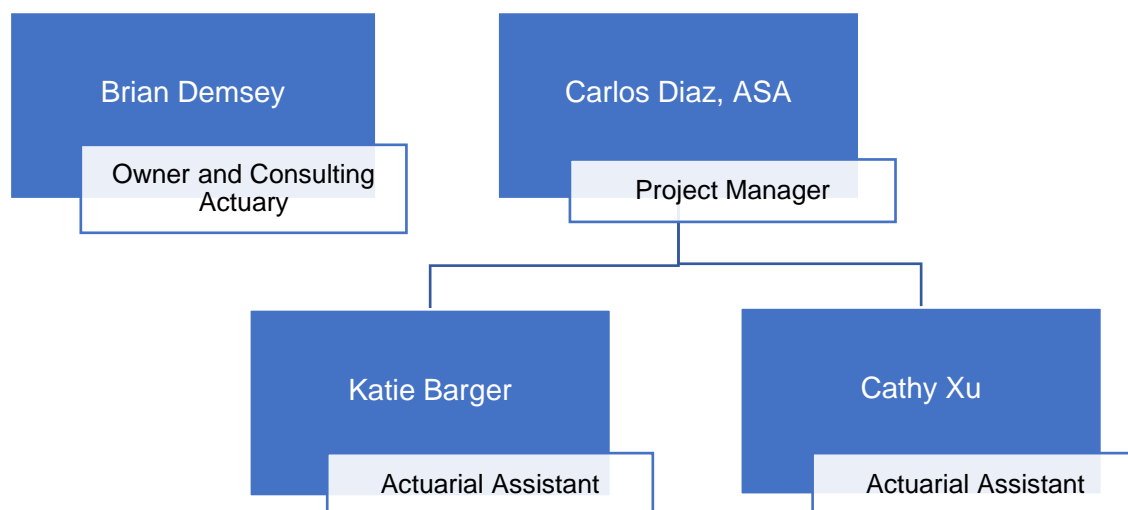 Brian Demsey
Owner and Consulting
Actuary
Carlos Diaz, ASA
Project Manager
Katie Barger
Actuarial Assistant
Cathy Xu
Actuarial Assistant